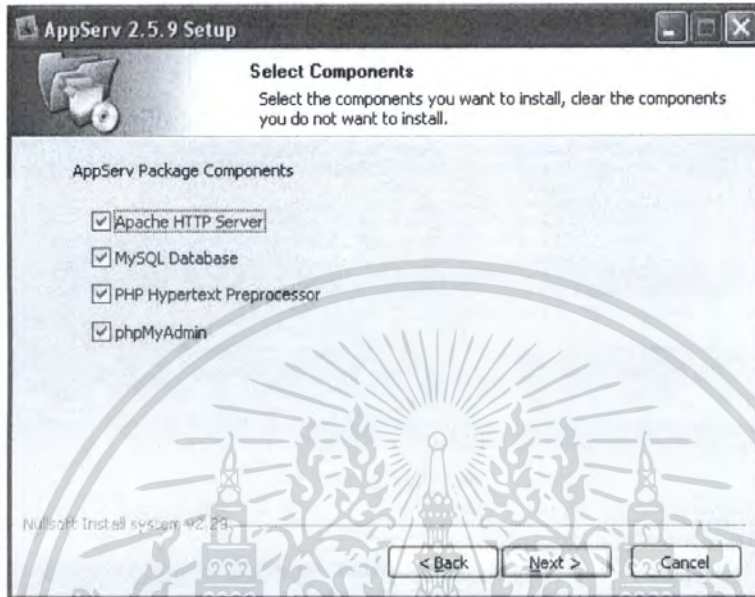 AppServ 2.5.9 Setup
Select Components
Select the components you want to install, clear the components
you do not want to install.
AppServ Package Components
Apache HTTP Server
MySQL Database
PHP Hypertext Preprocessor
phpMyAdmin
Nullsoft Install system v2.29
< Back
Next >
Cancel